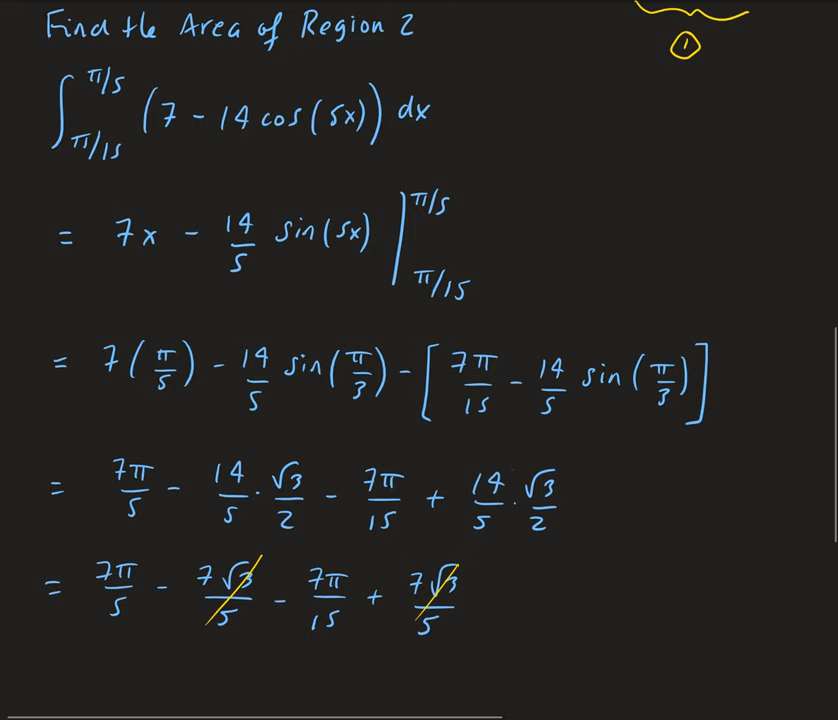 Find the Area of Region 2
①
∫_{π/15}^{π/5} (7 - 14 cos(5x)) dx
= 7x - 14/5 sin(5x) |_{π/15}^{π/5}
= 7(π/5) - 14/5 sin(π/3) - [7π/15 - 14/5 sin(π/3)]
= 7π/5 - 14/5 · √3/2 - 7π/15 + 14/5 · √3/2
= 7π/5 - 7√3/5 - 7π/15 + 7√3/5